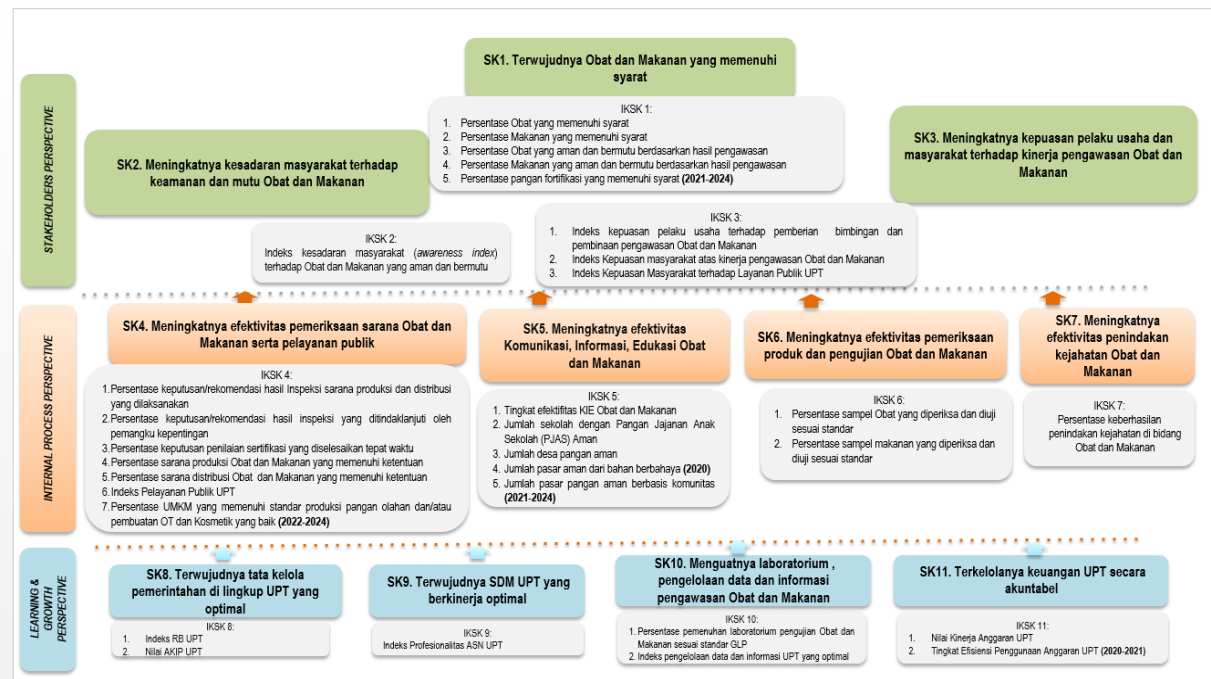 STAKEHOLDERS PERSPECTIVE
SK1. Terwujudnya Obat dan Makanan yang memenuhi
syarat
IKSK 1:
1. Persentase Obat yang memenuhi syarat
2. Persentase Makanan yang memenuhi syarat
3. Persentase Obat yang aman dan bermutu berdasarkan hasil pengawasan
4. Persentase Makanan yang aman dan bermutu berdasarkan hasil pengawasan
5. Persentase pangan fortifikasi yang memenuhi syarat (2021-2024)
SK2. Meningkatnya kesadaran masyarakat terhadap
keamanan dan mutu Obat dan Makanan
IKSK 2:
Indeks kesadaran masyarakat (awareness index)
terhadap Obat dan Makanan yang aman dan bermutu
SK3. Meningkatnya kepuasan pelaku usaha dan
masyarakat terhadap kinerja pengawasan Obat dan
Makanan
IKSK 3:
1. Indeks kepuasan pelaku usaha terhadap pemberian bimbingan dan
pembinaan pengawasan Obat dan Makanan
2. Indeks Kepuasan masyarakat atas kinerja pengawasan Obat dan Makanan
3. Indeks Kepuasan Masyarakat terhadap Layanan Publik UPT
INTERNAL PROCESS PERSPECTIVE
SK4. Meningkatnya efektivitas pemeriksaan sarana Obat dan
Makanan serta pelayanan publik
IKSK 4:
1. Persentase keputusan/rekomendasi hasil Inspeksi sarana produksi dan distribusi
yang dilaksanakan
2. Persentase keputusan/rekomendasi hasil inspeksi yang ditindaklanjuti oleh
pemangku kepentingan
3. Persentase keputusan penilaian sertifikasi yang diselesaikan tepat waktu
4. Persentase sarana produksi Obat dan Makanan yang memenuhi ketentuan
5. Persentase sarana distribusi Obat dan Makanan yang memenuhi ketentuan
6. Indeks Pelayanan Publik UPT
7. Persentase UMKM yang memenuhi standar produksi pangan olahan dan/atau
pembuatan OT dan Kosmetik yang baik (2022-2024)
SK5. Meningkatnya efektivitas
Komunikasi, Informasi, Edukasi Obat
dan Makanan
IKSK 5:
1. Tingkat efektifitas KIE Obat dan Makanan
2. Jumlah sekolah dengan Pangan Jajanan Anak
Sekolah (PJAS) Aman
3. Jumlah desa pangan aman
4. Jumlah pasar aman dari bahan berbahaya (2020)
5. Jumlah pasar pangan aman berbasis komunitas
(2021-2024)
SK6. Meningkatnya efektivitas pemeriksaan
produk dan pengujian Obat dan Makanan
IKSK 6:
1. Persentase sampel Obat yang diperiksa dan diuji
sesuai standar
2. Persentase sampel makanan yang diperiksa dan
diuji sesuai standar
SK7. Meningkatnya
efektivitas penindakan
kejahatan Obat dan
Makanan
IKSK 7:
Persentase keberhasilan
penindakan kejahatan di bidang
Obat dan Makanan
LEARNING &
GROWTH
PERSPECTIVE
SK8. Terwujudnya tata kelola
pemerintahan di lingkup UPT yang
optimal
IKSK 8:
1. Indeks RB UPT
2. Nilai AKIP UPT
SK9. Terwujudnya SDM UPT yang
berkinerja optimal
IKSK 9:
Indeks Profesionalitas ASN UPT
SK10. Menguatnya laboratorium ,
pengelolaan data dan informasi
pengawasan Obat dan Makanan
IKSK 10:
1. Persentase pemenuhan laboratorium pengujian Obat dan
Makanan sesuai standar GLP
2. Indeks pengelolaan data dan informasi UPT yang optimal
SK11. Terkelolanya keuangan UPT secara
akuntabel
IKSK 11:
1. Nilai Kinerja Anggaran UPT
2. Tingkat Efisiensi Penggunaan Anggaran UPT (2020-2021)